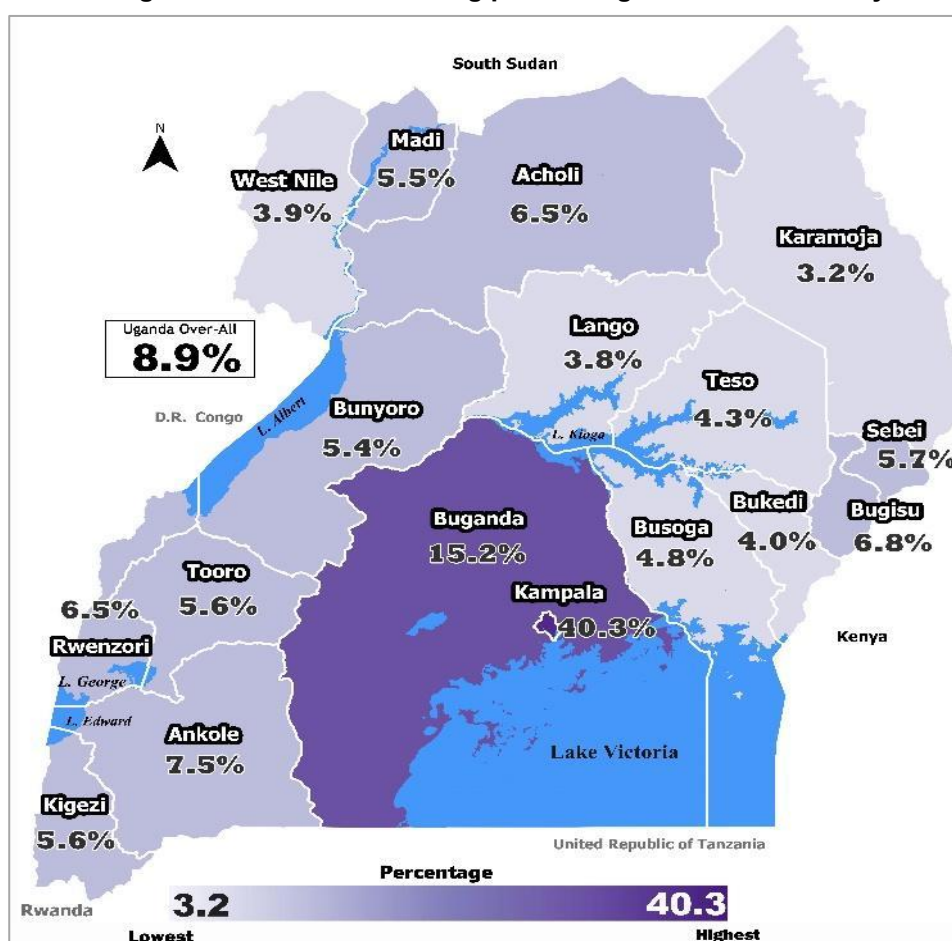 South Sudan
N
Madi
5.5%
West Nile
3.9%
Acholi
6.5%
Karamoja
3.2%
Uganda Over-All
8.9%
Lango
3.8%
Teso
4.3%
D.R. Congo
L. Albert
Bunyoro
5.4%
L. Kioga
Sebei
5.7%
Bukedi
4.0%
Bugisu
6.8%
Buganda
15.2%
Busoga
4.8%
Tooro
5.6%
Kampala
40.3%
6.5%
Rwenzori
Kenya
L. George
L. Edward
Ankole
7.5%
Lake Victoria
Kigezi
5.6%
United Republic of Tanzania
Percentage
Rwanda
3.2
40.3
Lowest
Highest